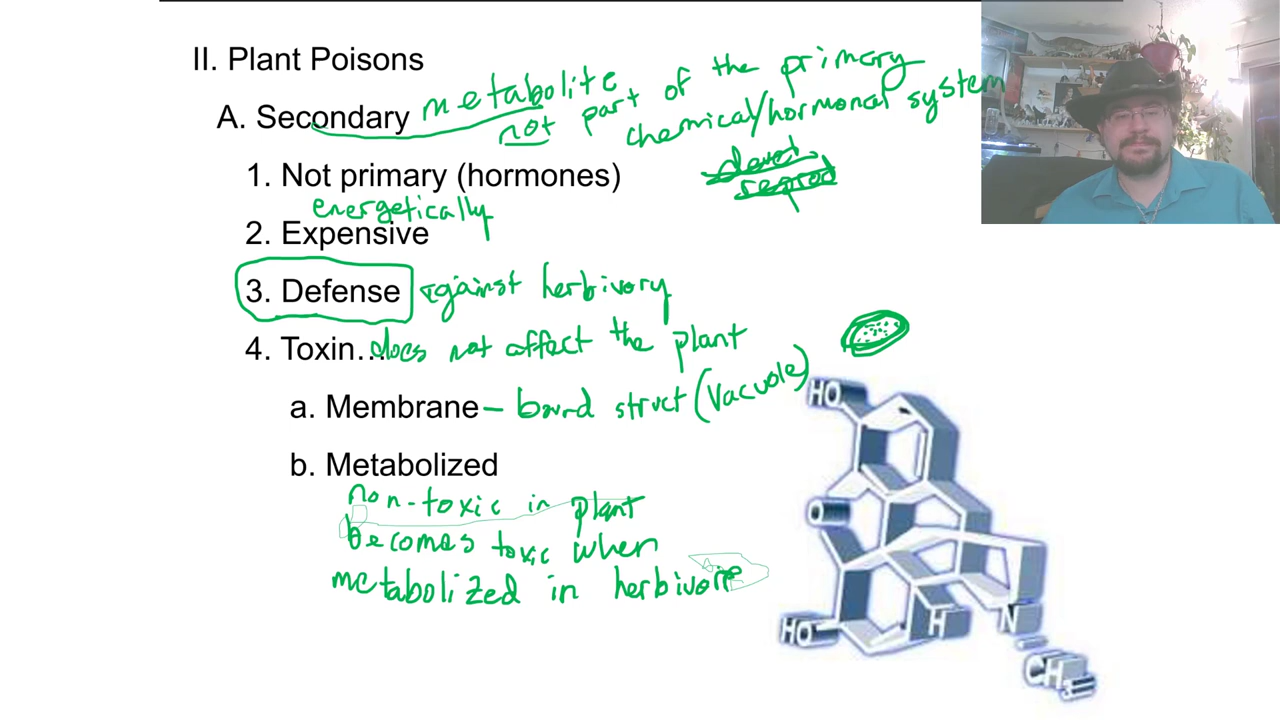 II. Plant Poisons
A. Secondary metabolite not part of the primary
chemical/hormonal system
devel.
reprod
1. Not primary (hormones)
energetically
2. Expensive
3. Defense against herbivory
4. Toxin... does not affect the plant
a. Membrane - bound struct (Vacuole)
b. Metabolized
non-toxic in plant
becomes toxic when
metabolized in herbivore
HO
O
HO
H
N
CH3